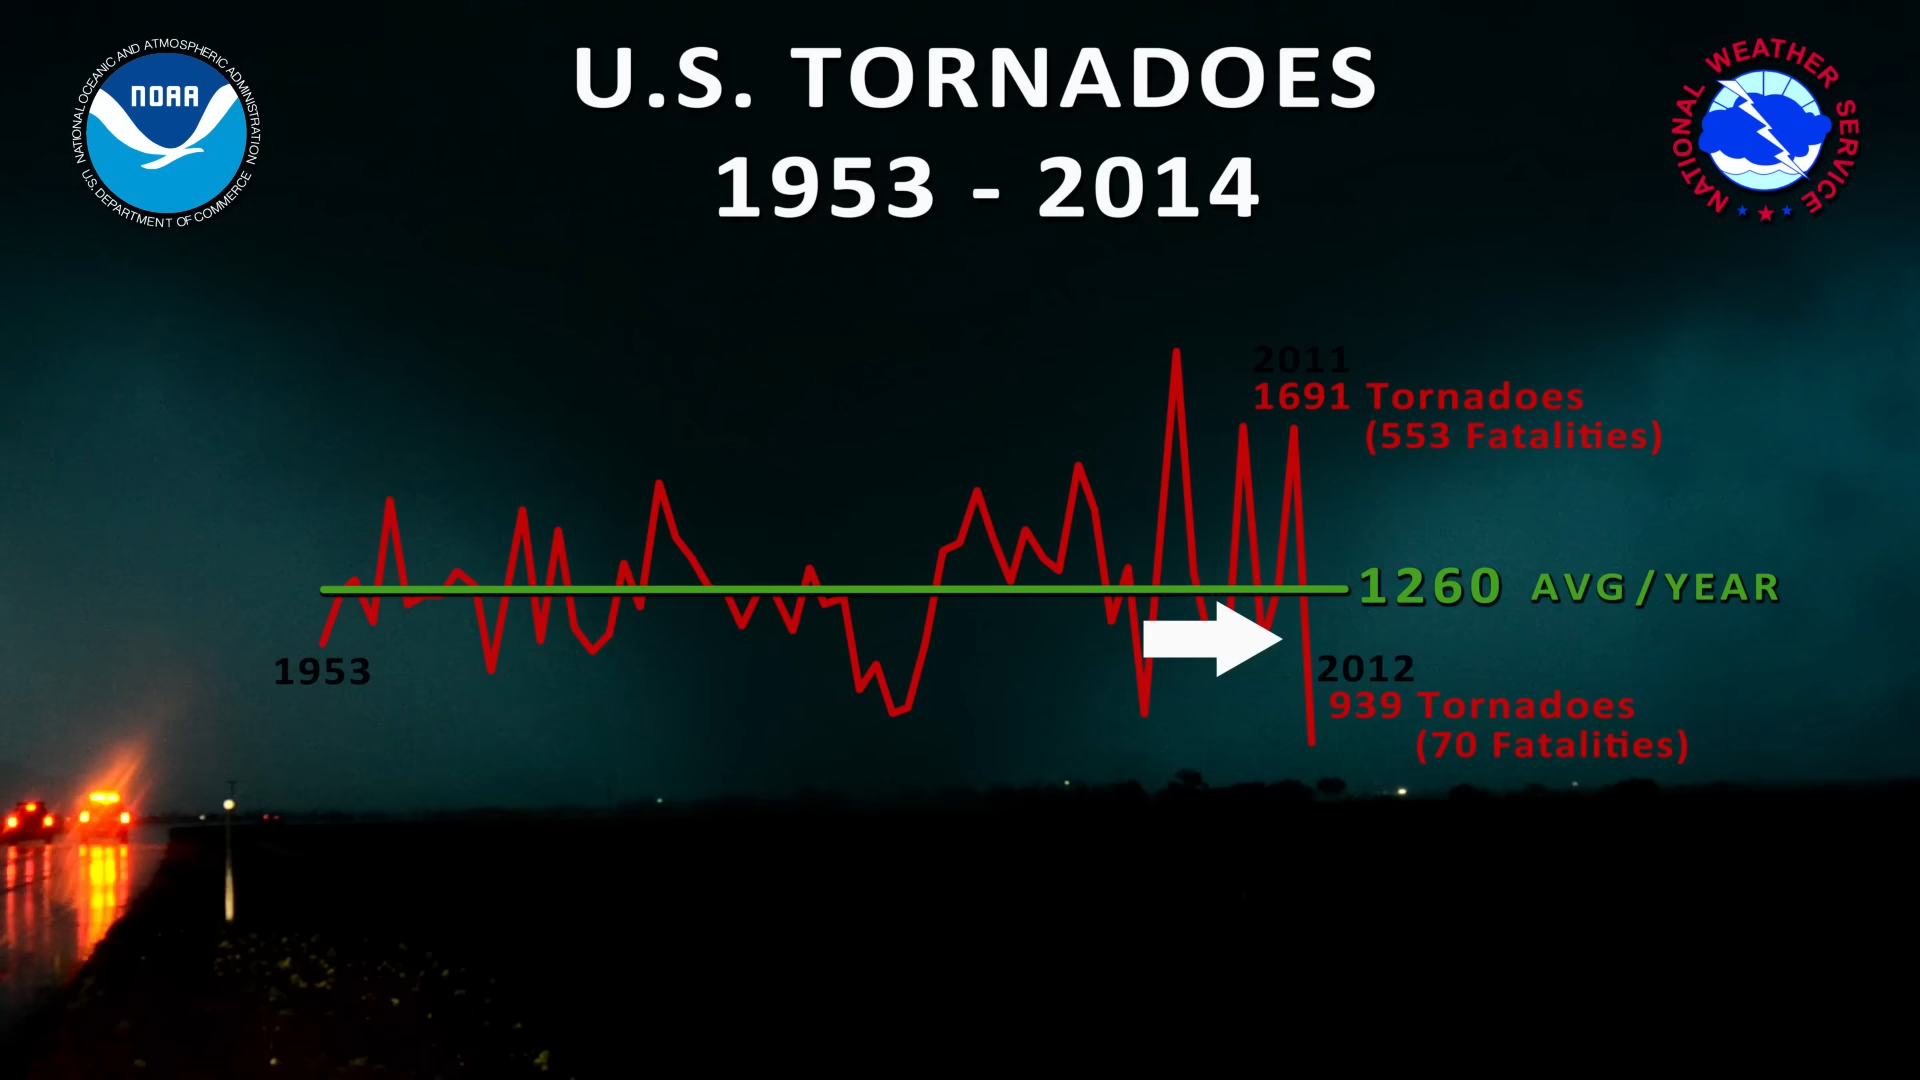 U.S. TORNADOES
1953 - 2014
NOAA
NATIONAL OCEANIC AND ATMOSPHERIC ADMINISTRATION
U.S. DEPARTMENT OF COMMERCE
NATIONAL WEATHER SERVICE
2011
1691 Tornadoes
(553 Fatalities)
1260 AVG/YEAR
1953
2012
939 Tornadoes
(70 Fatalities)